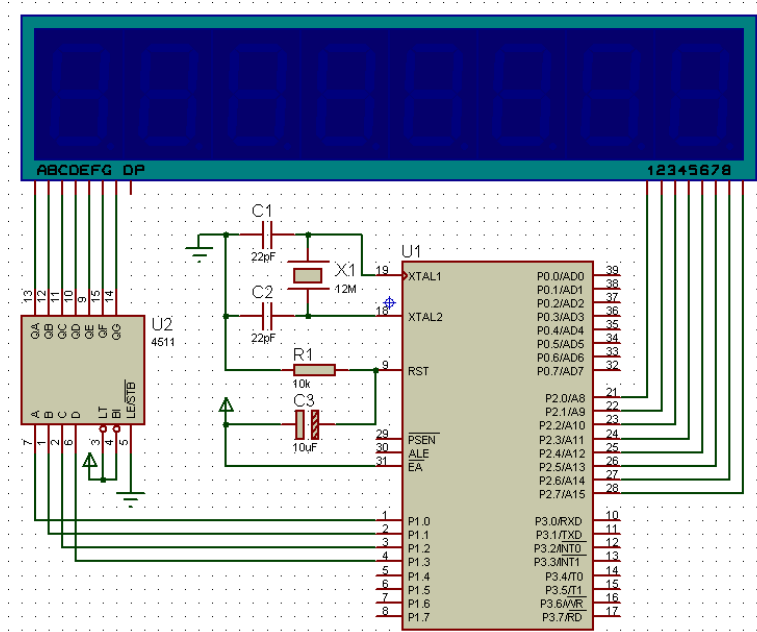 ABCDEFG DP
12345678
C1
22pF
X1
12M
C2
22pF
R1
10k
C3
10uF
U1
19 XTAL1
18 XTAL2
9 RST
29 PSEN
30 ALE
31 EA
1 P1.0
2 P1.1
3 P1.2
4 P1.3
5 P1.4
6 P1.5
7 P1.6
8 P1.7
P0.0/AD0 39
P0.1/AD1 38
P0.2/AD2 37
P0.3/AD3 36
P0.4/AD4 35
P0.5/AD5 34
P0.6/AD6 33
P0.7/AD7 32
P2.0/A8 21
P2.1/A9 22
P2.2/A10 23
P2.3/A11 24
P2.4/A12 25
P2.5/A13 26
P2.6/A14 27
P2.7/A15 28
P3.0/RXD 10
P3.1/TXD 11
P3.2/INT0 12
P3.3/INT1 13
P3.4/T0 14
P3.5/T1 15
P3.6/WR 16
P3.7/RD 17
U2
4511
13 12 11 10 9 15 14
QA QB QC QD QE QF QG
A B C D LT BI LE/STB
7 1 2 6 3 4 5